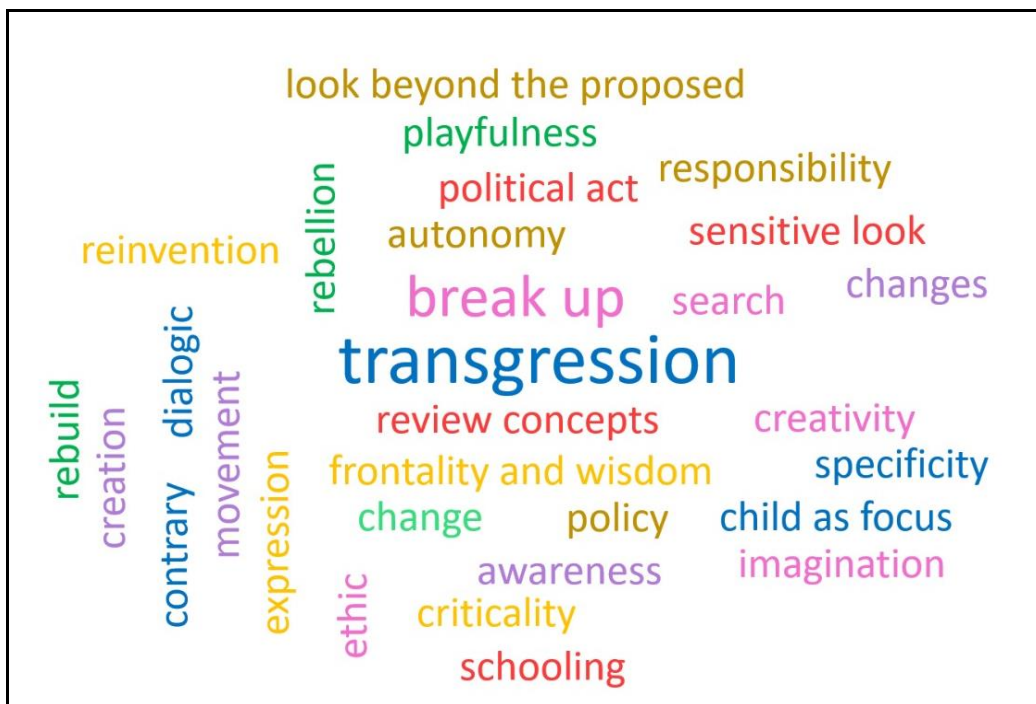 look beyond the proposed
playfulness
responsibility
political act
rebellion
autonomy
sensitive look
reinvention
break up
search
changes
dialogic
transgression
rebuild
creation
movement
review concepts
creativity
contrary
expression
frontality and wisdom
specificity
change
policy
child as focus
awareness
imagination
ethic
criticality
schooling